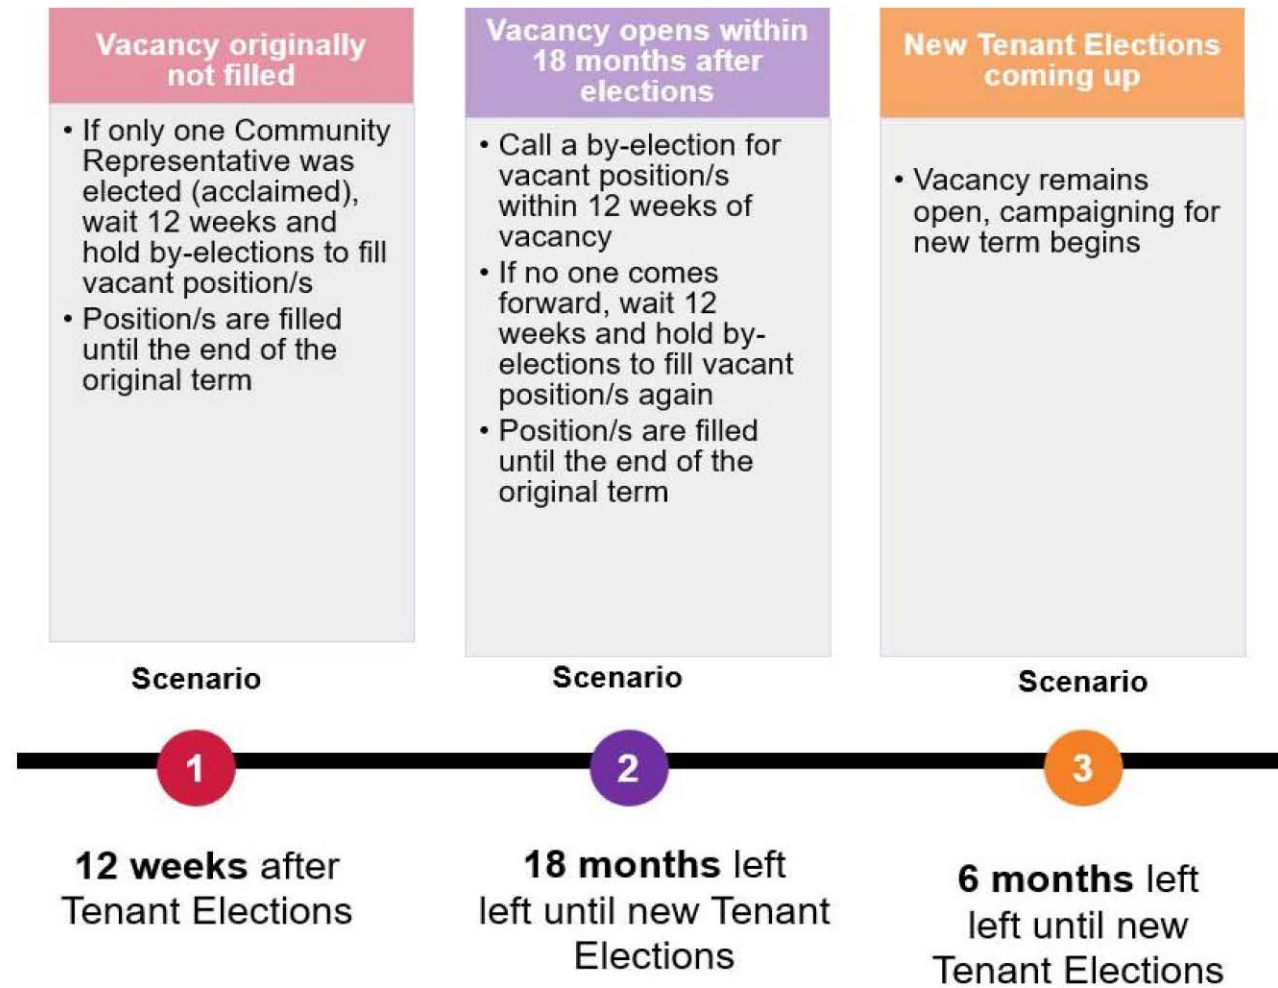 Vacancy originally
not filled
• If only one Community
Representative was
elected (acclaimed),
wait 12 weeks and
hold by-elections to fill
vacant position/s
• Position/s are filled
until the end of the
original term
Vacancy opens within
18 months after
elections
• Call a by-election for
vacant position/s
within 12 weeks of
vacancy
• If no one comes
forward, wait 12
weeks and hold by-
elections to fill vacant
position/s again
• Position/s are filled
until the end of the
original term
New Tenant Elections
coming up
• Vacancy remains
open, campaigning for
new term begins
Scenario
1
12 weeks after
Tenant Elections
Scenario
2
18 months left
left until new Tenant
Elections
Scenario
3
6 months left
left until new
Tenant Elections